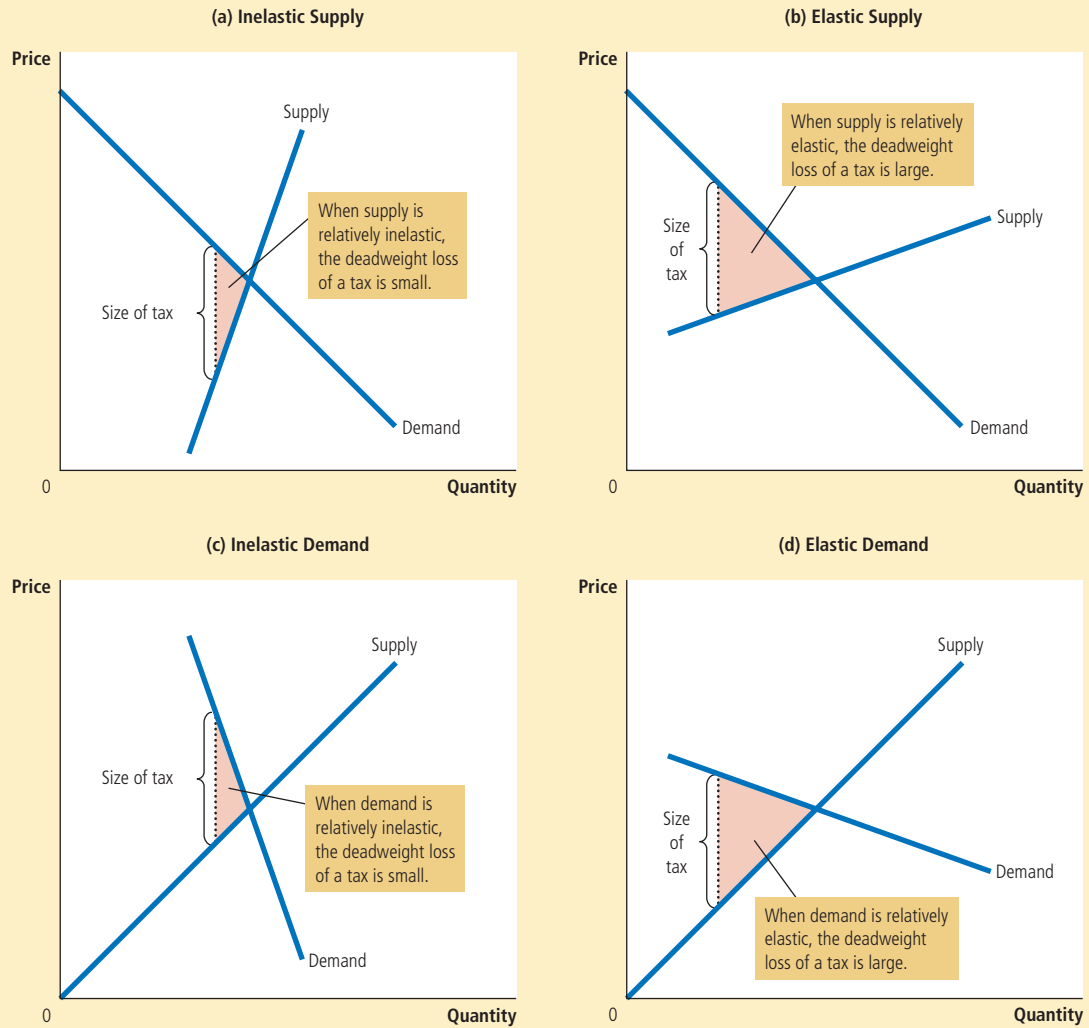 (a) Inelastic Supply
Price
Supply
When supply is
relatively inelastic,
the deadweight loss
of a tax is small.
Size of tax
Demand
0
Quantity
(b) Elastic Supply
Price
When supply is relatively
elastic, the deadweight
loss of a tax is large.
Size
of
tax
Supply
Demand
0
Quantity
(c) Inelastic Demand
Price
Supply
Size of tax
When demand is
relatively inelastic,
the deadweight loss
of a tax is small.
Demand
0
Quantity
(d) Elastic Demand
Price
Supply
Size
of
tax
Demand
When demand is relatively
elastic, the deadweight
loss of a tax is large.
0
Quantity